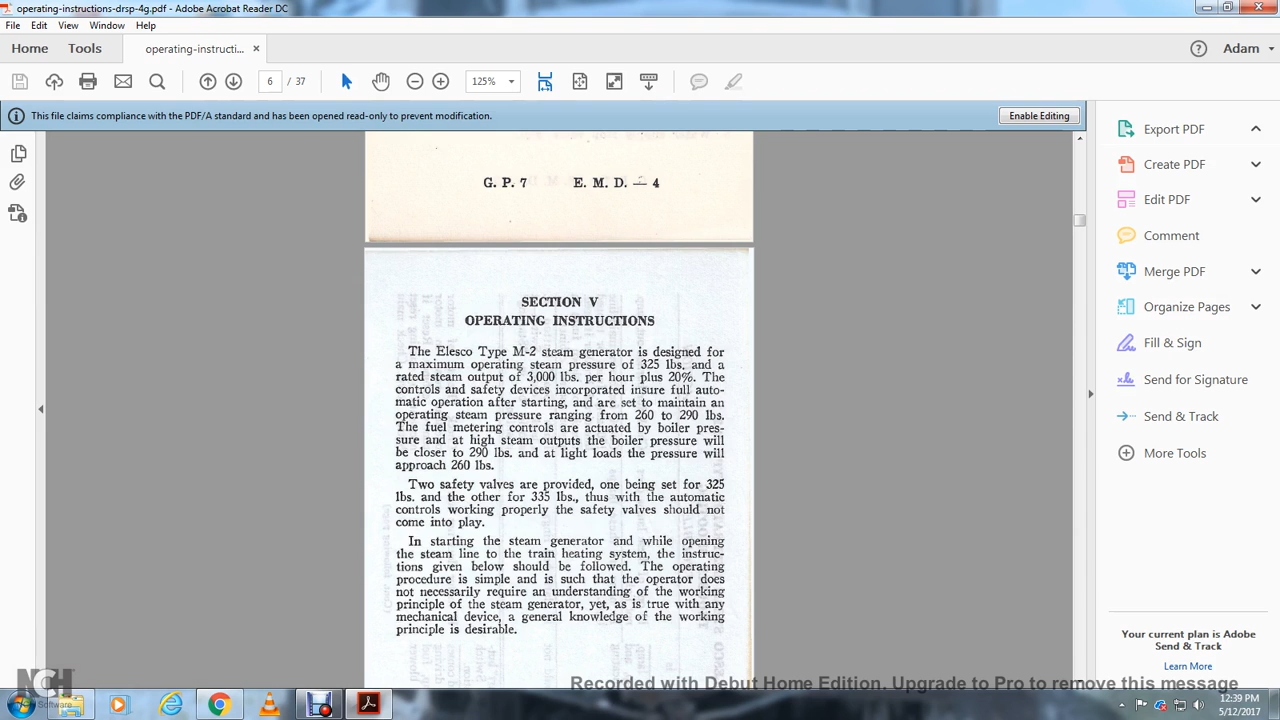 operating-instructions-drsp-4g.pdf - Adobe Acrobat Reader DC
File Edit View Window Help
Home Tools operating-instructi... × Adam
6 / 37 125%
This file claims compliance with the PDF/A standard and has been opened read-only to prevent modification. Enable Editing
G. P. 7 E. M. D. — 4
SECTION V
OPERATING INSTRUCTIONS
The Elesco Type M-2 steam generator is designed for
a maximum operating steam pressure of 325 lbs. and a
rated steam output of 3,000 lbs. per hour plus 20%. The
controls and safety devices incorporated insure full auto-
matic operation after starting, and are set to maintain an
operating steam pressure ranging from 260 to 290 lbs.
The fuel metering controls are actuated by boiler pres-
sure and at high steam outputs the boiler pressure will
be closer to 290 lbs. and at light loads the pressure will
approach 260 lbs.
Two safety valves are provided, one being set for 325
lbs. and the other for 335 lbs., thus with the automatic
controls working properly the safety valves should not
come into play.
In starting the steam generator and while opening
the steam line to the train heating system, the instruc-
tions given below should be followed. The operating
procedure is simple and is such that the operator does
not necessarily require an understanding of the working
principle of the steam generator, yet, as is true with any
mechanical device, a general knowledge of the working
principle is desirable.
Export PDF
Create PDF
Edit PDF
Comment
Merge PDF
Organize Pages
Fill & Sign
Send for Signature
Send & Track
More Tools
Your current plan is Adobe
Send & Track
Learn More
Recorded with Debut Home Edition. Upgrade to Pro to remove this message
NCH
Software
12:39 PM
5/12/2017